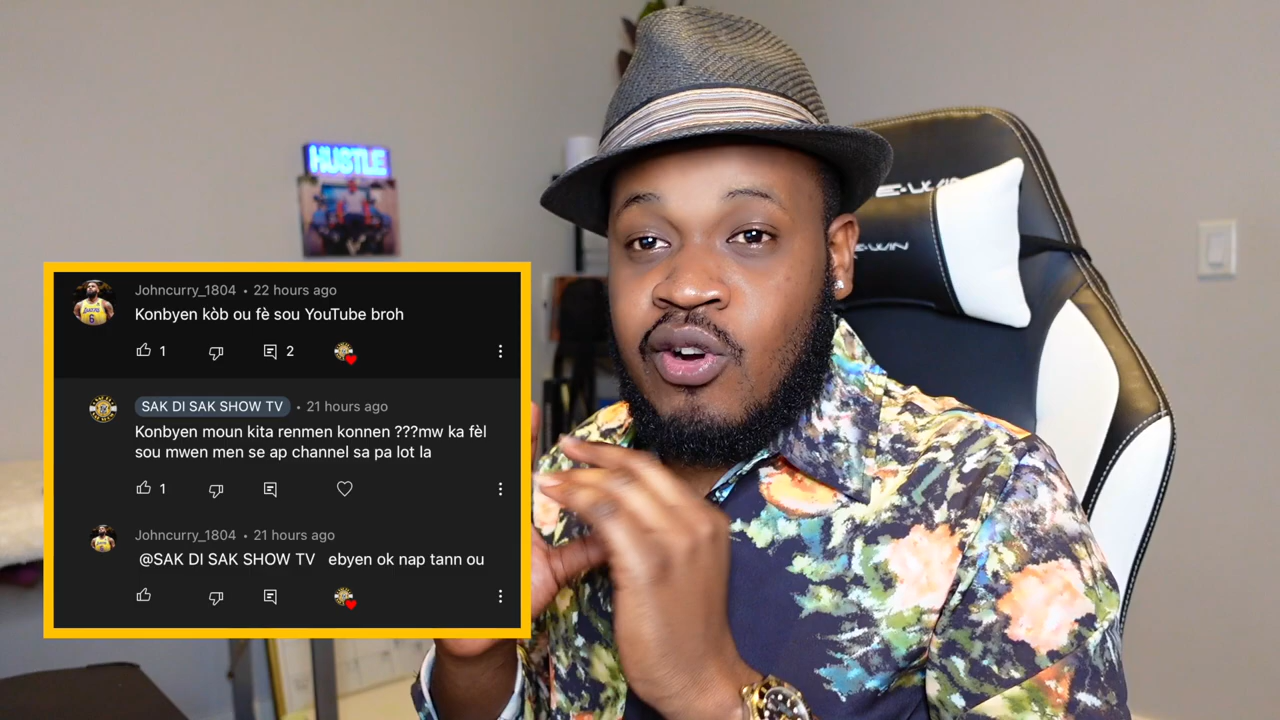 HUSTLE
Johncurry_1804 • 22 hours ago
Konbyen kòb ou fè sou YouTube broh
1
2
SAK DI SAK SHOW TV • 21 hours ago
Konbyen moun kita renmen konnen ???mw ka fèl
sou mwen men se ap channel sa pa lot la
1
Johncurry_1804 • 21 hours ago
@SAK DI SAK SHOW TV ebyen ok nap tann ou
E-WIN
E-WIN